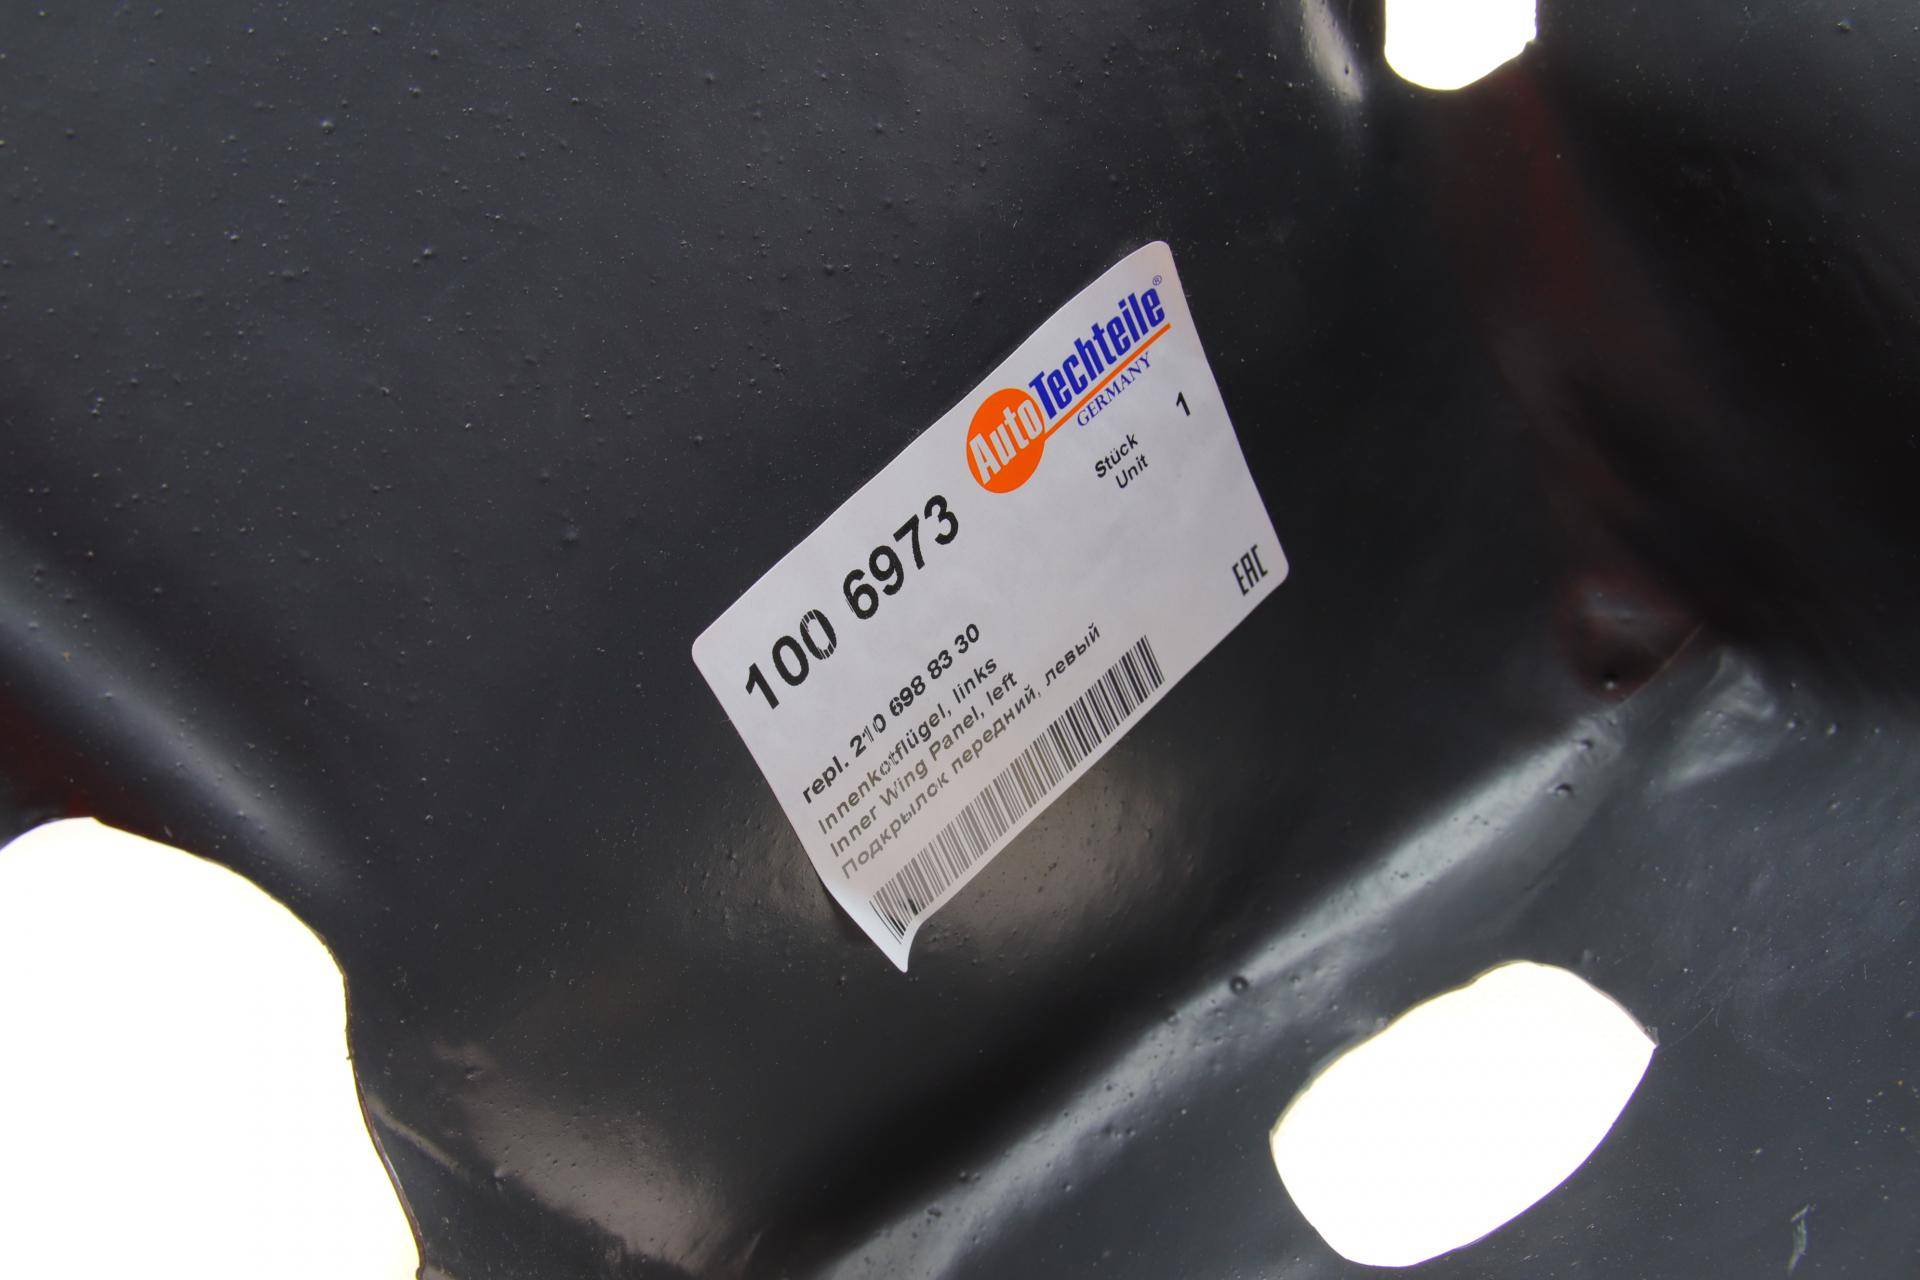 AutoTechteile®
GERMANY
100 6973
Stück 1
Unit
repl. 210 698 83 30
Innenkotflügel, links
Inner Wing Panel, left
Подкрылок передний, левый
EAC